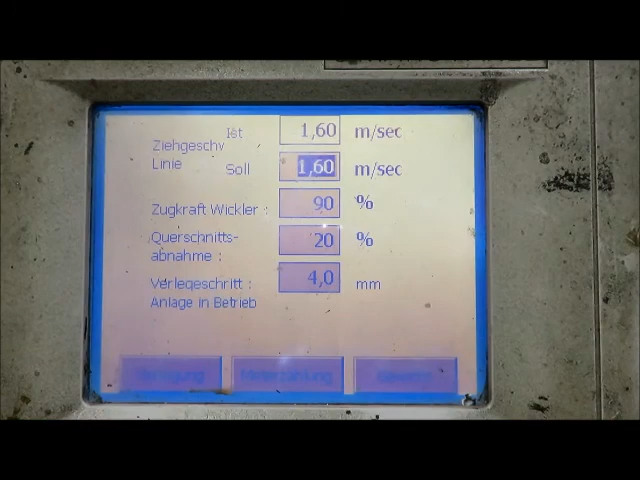 Ziehgeschv Ist 1,60 m/sec
Linie Soll 1,60 m/sec
Zugkraft Wickler : 90 %
Querschnitts- 20 %
abnahme :
Verlegeschritt : 4,0 mm
Anlage in Betrieb